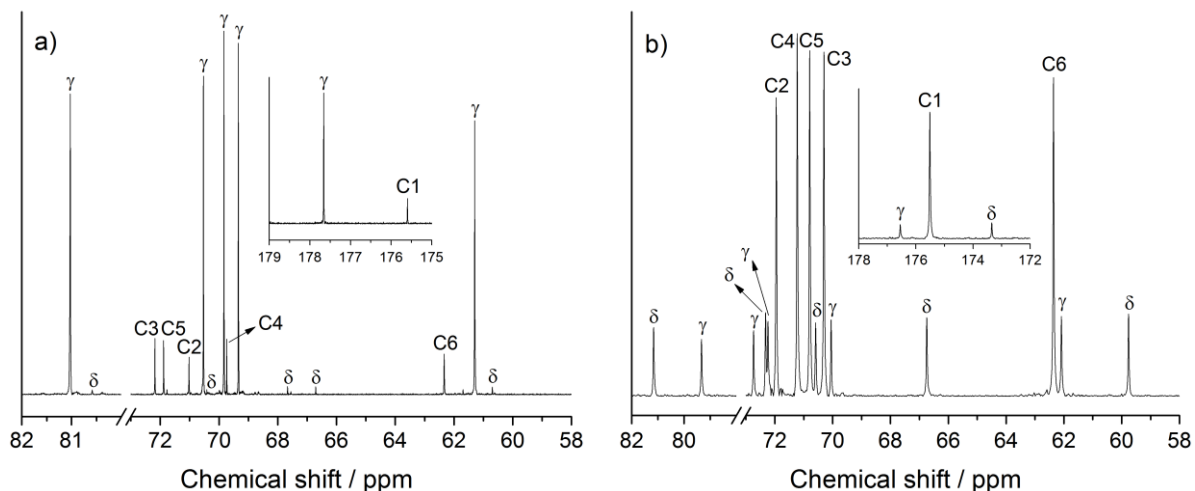 a)
γ
γ
γ
γ
γ
γ
C1
179 178 177 176 175
C3
C5
C2
C4
C6
δ
δ
δ
δ
δ
82 81 72 70 68 66 64 62 60 58
Chemical shift / ppm
b)
C4
C5
C3
C2
C6
C1
γ
δ
178 176 174 172
γ
δ
δ
γ
γ
δ
γ
δ
γ
δ
82 80 72 70 68 66 64 62 60 58
Chemical shift / ppm